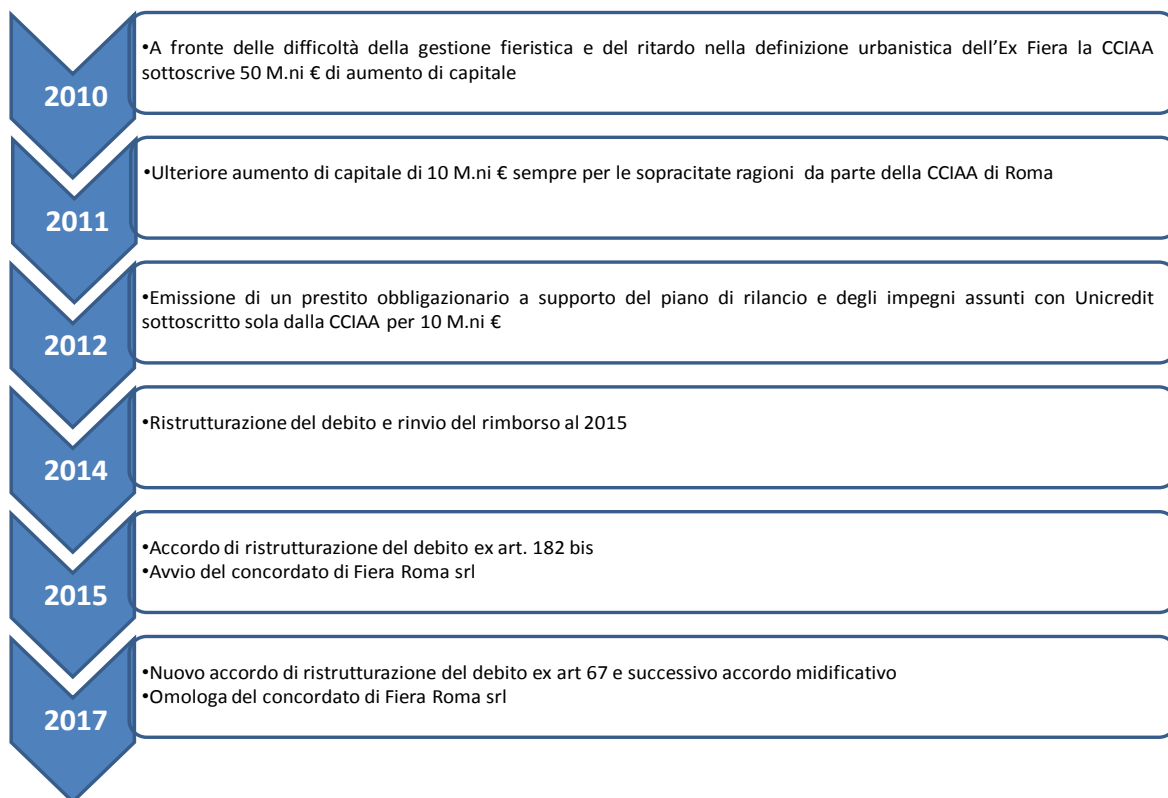 2010
•A fronte delle difficoltà della gestione fieristica e del ritardo nella definizione urbanistica dell'Ex Fiera la CCIAA
sottoscrive 50 M.ni € di aumento di capitale
2011
•Ulteriore aumento di capitale di 10 M.ni € sempre per le sopracitate ragioni da parte della CCIAA di Roma
2012
•Emissione di un prestito obbligazionario a supporto del piano di rilancio e degli impegni assunti con Unicredit
sottoscritto sola dalla CCIAA per 10 M.ni €
2014
•Ristrutturazione del debito e rinvio del rimborso al 2015
2015
•Accordo di ristrutturazione del debito ex art. 182 bis
•Avvio del concordato di Fiera Roma srl
2017
•Nuovo accordo di ristrutturazione del debito ex art 67 e successivo accordo midificativo
•Omologa del concordato di Fiera Roma srl